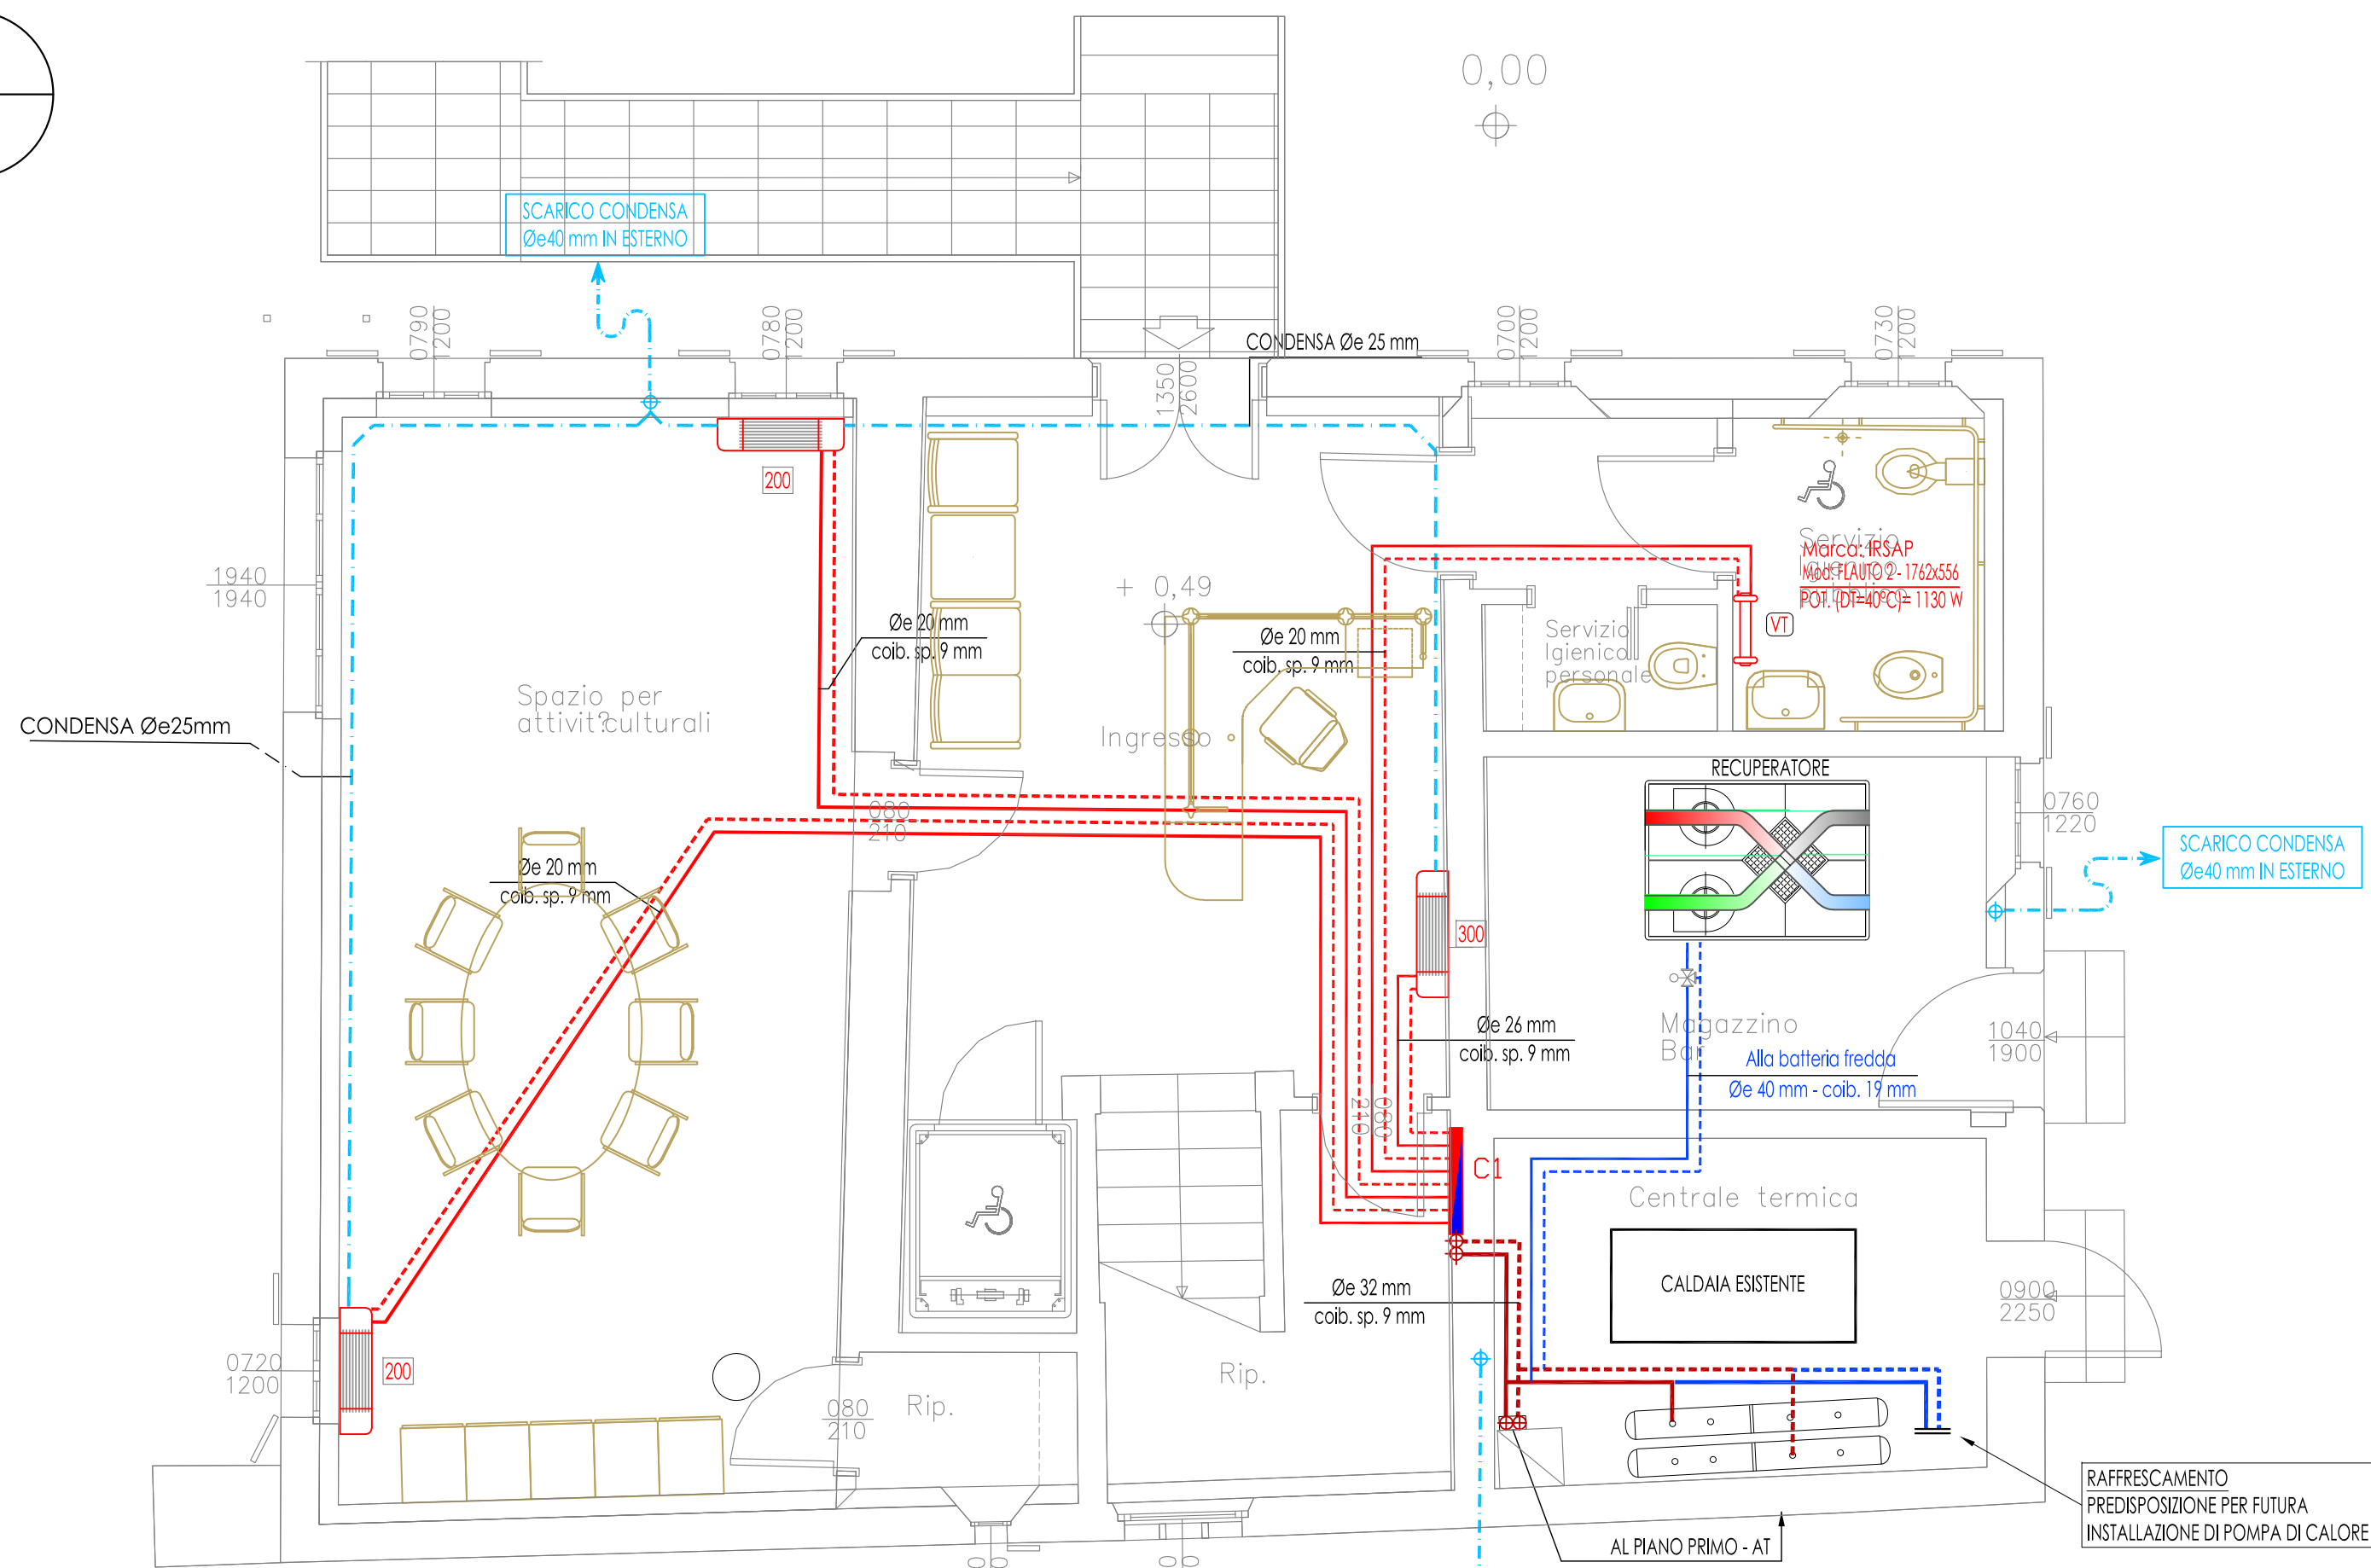 0,00
SCARICO CONDENSA
Øe40 mm IN ESTERNO
0790
1200
0780
1200
CONDENSA Øe 25 mm
1350
2600
0700
1200
0730
1200
200
1940
1940
+ 0,49
Øe 20 mm
coib. sp. 9 mm
Øe 20 mm
coib. sp. 9 mm
Servizio
Igienico
pubblico
Marca: IRSAP
Mod. FLAUTO 2 - 1762x556
POT. (DT=40°C)= 1130 W
VT
Servizio
Igienico
personale
Spazio per
attivit?culturali
CONDENSA Øe25mm
Ingresso
RECUPERATORE
080
210
0760
1220
SCARICO CONDENSA
Øe40 mm IN ESTERNO
Øe 20 mm
coib. sp. 9 mm
300
Øe 26 mm
coib. sp. 9 mm
Magazzino
Bar
1040
1900
Alla batteria fredda
Øe 40 mm - coib. 19 mm
080
210
C1
Centrale termica
CALDAIA ESISTENTE
Øe 32 mm
coib. sp. 9 mm
0900
2250
0720
1200
200
Rip.
Rip.
080
210
RAFFRESCAMENTO
PREDISPOSIZIONE PER FUTURA
INSTALLAZIONE DI POMPA DI CALORE
AL PIANO PRIMO - AT